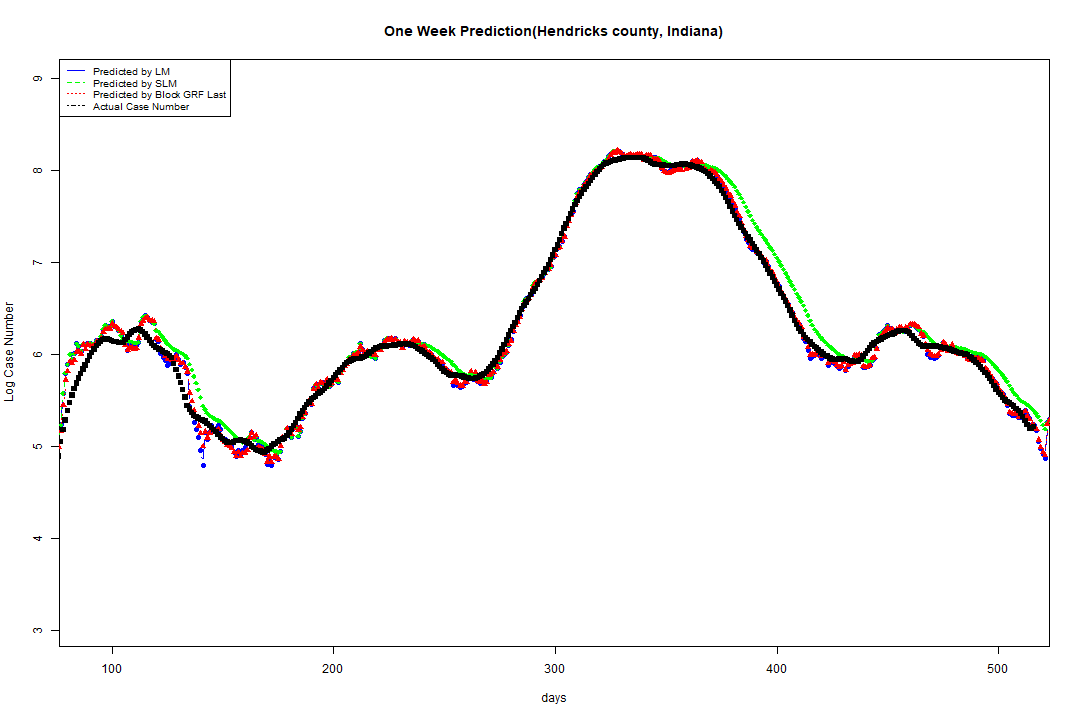 One Week Prediction(Hendricks county, Indiana)
Predicted by LM
Predicted by SLM
Predicted by Block GRF Last
Actual Case Number
9
8
7
6
5
4
3
Log Case Number
100 200 300 400 500
days